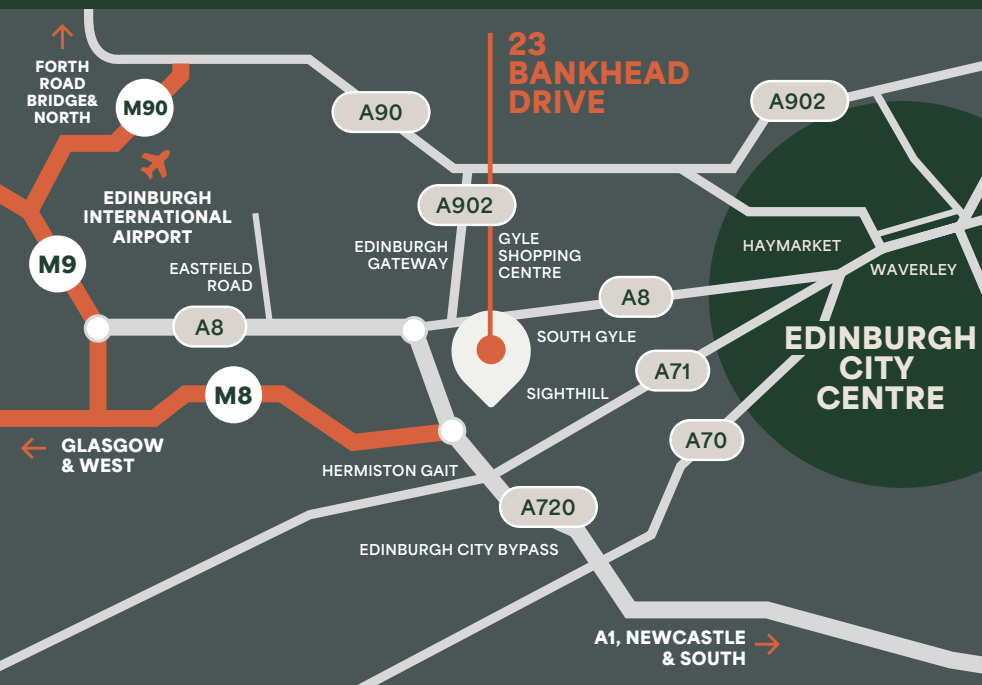 FORTH
ROAD
BRIDGE&
NORTH
M90
23
BANKHEAD
DRIVE
A90
A902
EDINBURGH
INTERNATIONAL
AIRPORT
A902
EDINBURGH
GATEWAY
GYLE
SHOPPING
CENTRE
HAYMARKET
WAVERLEY
M9
EASTFIELD
ROAD
A8
A8
SOUTH GYLE
EDINBURGH
CITY
CENTRE
A71
SIGHTHILL
M8
GLASGOW
& WEST
A70
HERMISTON GAIT
A720
EDINBURGH CITY BYPASS
A1, NEWCASTLE
& SOUTH